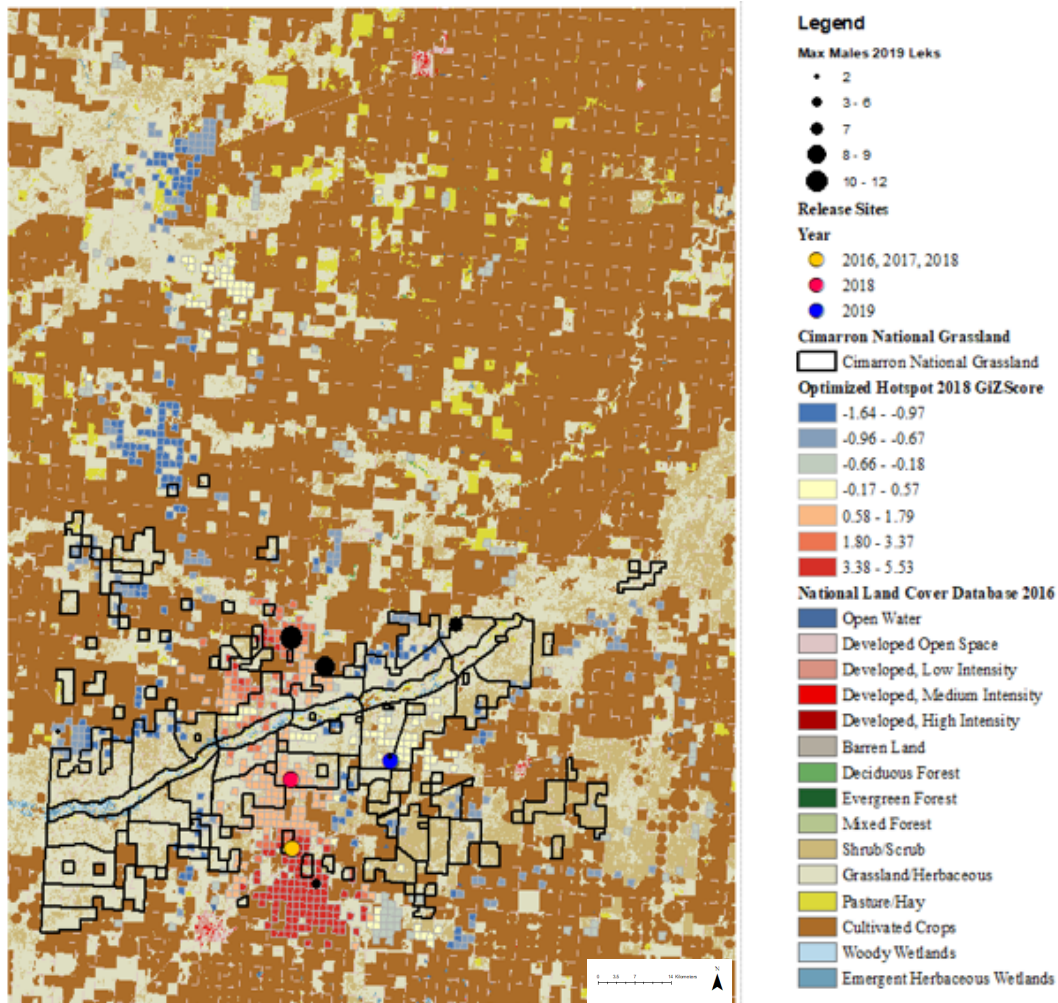 Legend
Max Males 2019 Leks
2
3 - 6
7
8 - 9
10 - 12
Release Sites
Year
2016, 2017, 2018
2018
2019
Cimarron National Grassland
Cimarron National Grassland
Optimized Hotspot 2018 GiZScore
-1.64 - -0.97
-0.96 - -0.67
-0.66 - -0.18
-0.17 - 0.57
0.58 - 1.79
1.80 - 3.37
3.38 - 5.53
National Land Cover Database 2016
Open Water
Developed Open Space
Developed, Low Intensity
Developed, Medium Intensity
Developed, High Intensity
Barren Land
Deciduous Forest
Evergreen Forest
Mixed Forest
Shrub/Scrub
Grassland/Herbaceous
Pasture/Hay
Cultivated Crops
Woody Wetlands
Emergent Herbaceous Wetlands
N
0 3.5 7 14 Kilometers